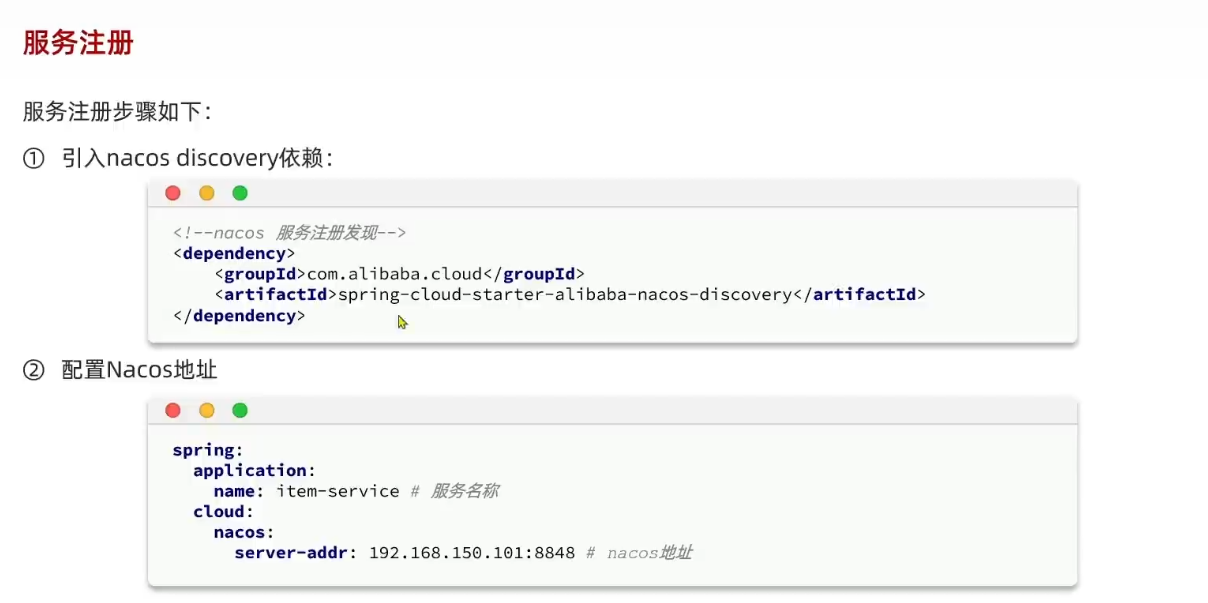 服务注册
服务注册步骤如下：
① 引入nacos discovery依赖：
<!--nacos 服务注册发现-->
<dependency>
    <groupId>com.alibaba.cloud</groupId>
    <artifactId>spring-cloud-starter-alibaba-nacos-discovery</artifactId>
</dependency>
② 配置Nacos地址
spring:
  application:
    name: item-service # 服务名称
  cloud:
    nacos:
      server-addr: 192.168.150.101:8848 # nacos地址